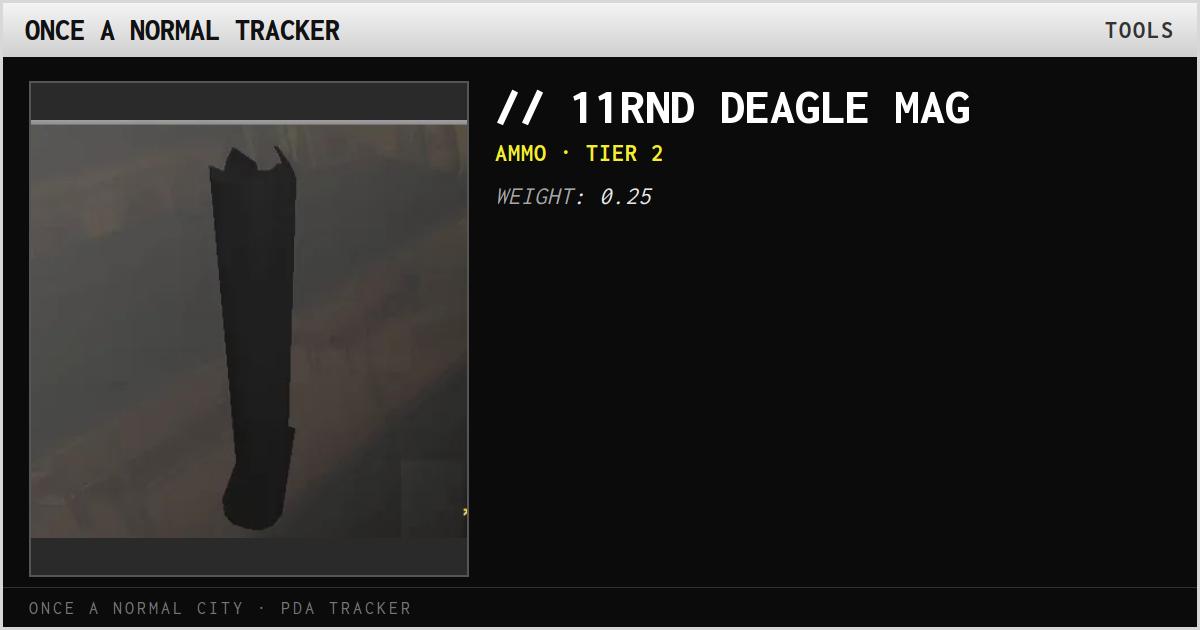 ONCE A NORMAL TRACKER
TOOLS
// 11RND DEAGLE MAG
AMMO · TIER 2
WEIGHT: 0.25
ONCE A NORMAL CITY · PDA TRACKER